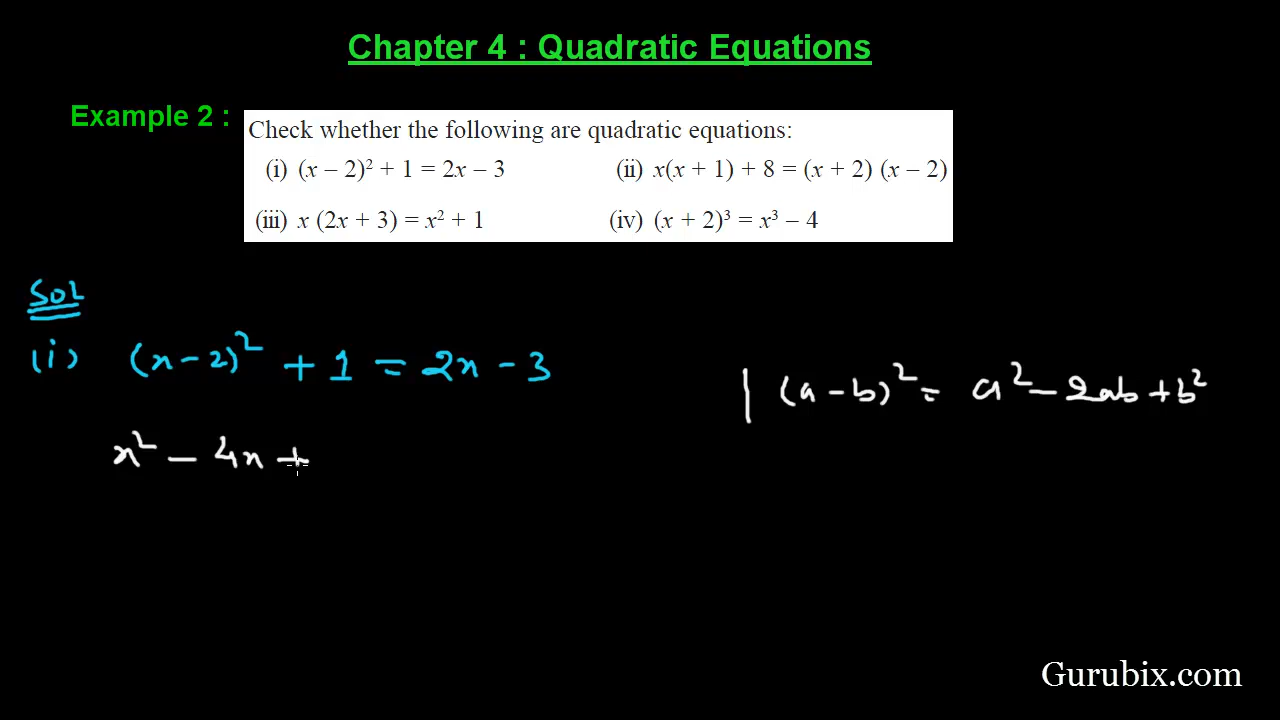 Chapter 4 : Quadratic Equations
Example 2 :
Check whether the following are quadratic equations:
(i) (x – 2)² + 1 = 2x – 3 (ii) x(x + 1) + 8 = (x + 2) (x – 2)
(iii) x (2x + 3) = x² + 1 (iv) (x + 2)³ = x³ – 4
Sol
(i) (x-2)² + 1 = 2x - 3
(a-b)² = a² - 2ab + b²
x² - 4x +
Gurubix.com